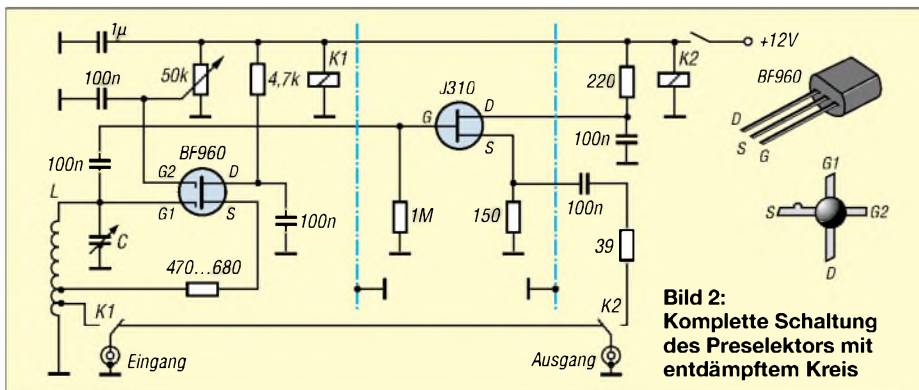 1µ
100n
50k
4,7k
K1
K2
+12V
220
J310
G
D
S
100n
BF960
G2
D
G1
S
100n
L
C
100n
1M
150
100n
39
470...680
K1
K2
Eingang
Ausgang
BF960
D
S
G
G1
S
G2
D
Bild 2:
Komplette Schaltung
des Preselektors mit
entdämpftem Kreis